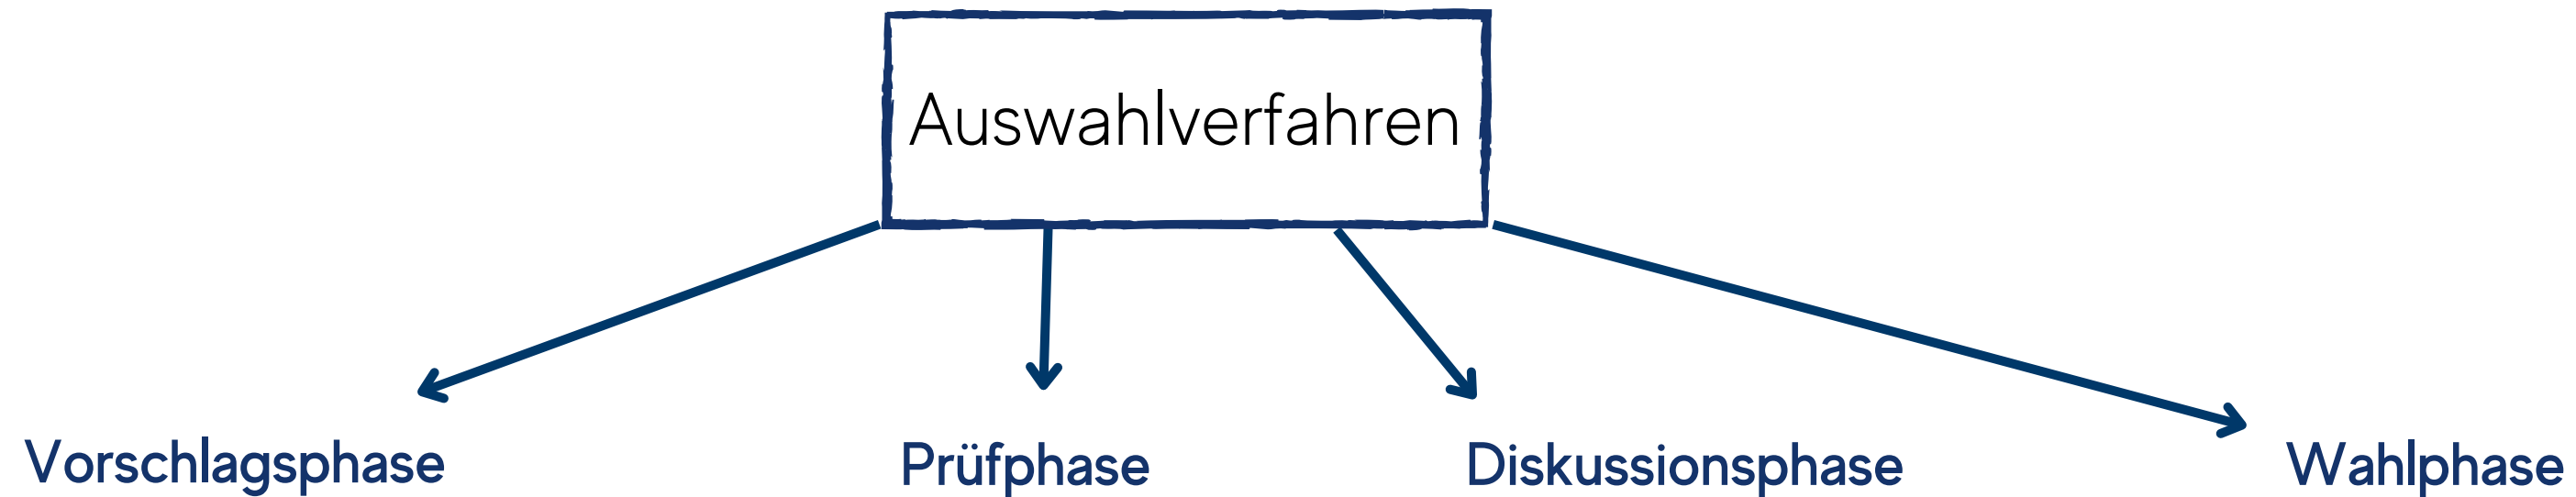 Auswahlverfahren
Vorschlagsphase
Prüfphase
Diskussionsphase
Wahlphase